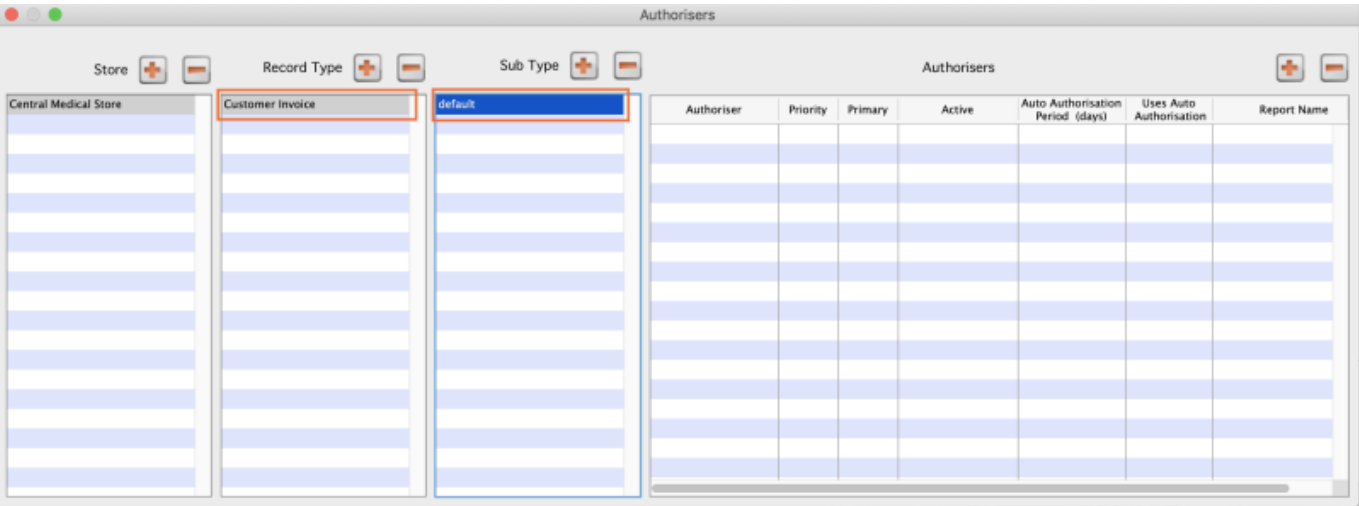 Authorisers
Store
Record Type
Sub Type
Authorisers
Central Medical Store
Customer Invoice
default
Authoriser
Priority
Primary
Active
Auto Authorisation
Period (days)
Uses Auto
Authorisation
Report Name